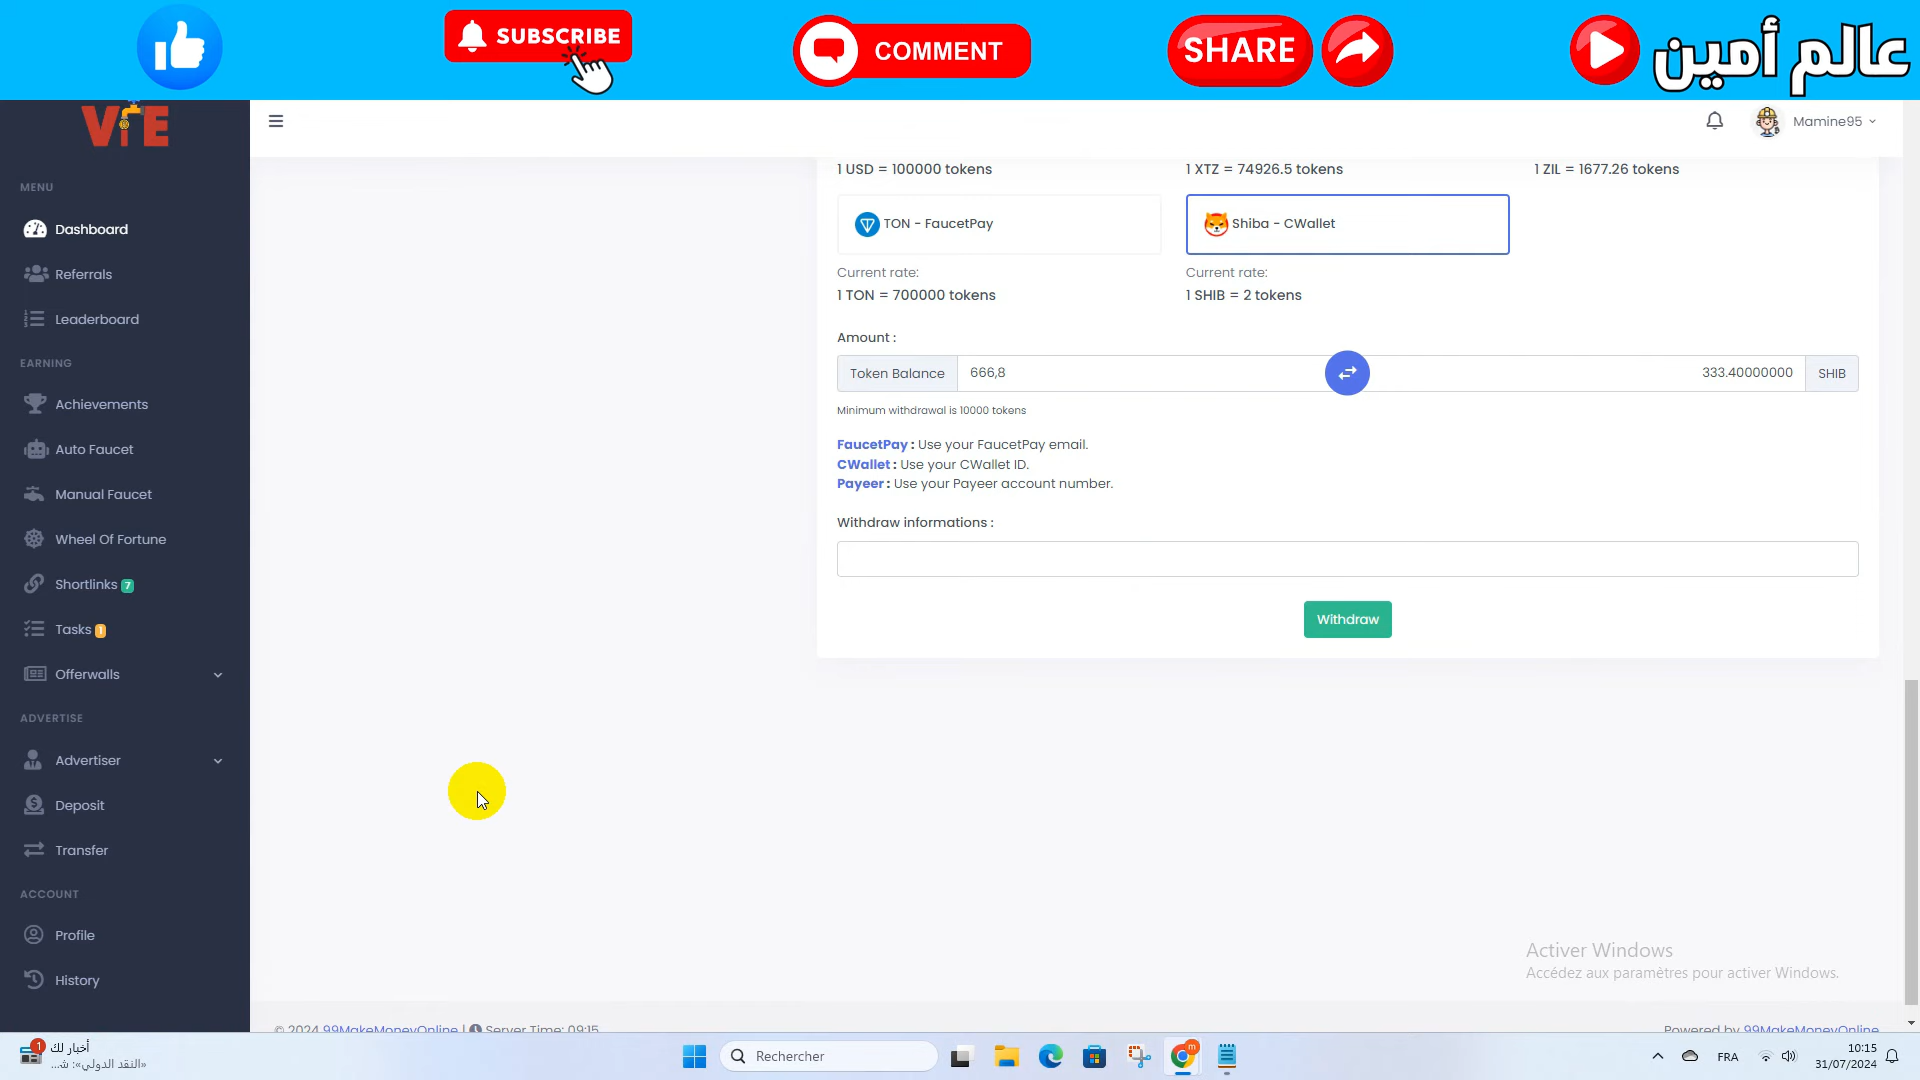 SUBSCRIBE
COMMENT
SHARE
عالم أمين
VIE
Mamine95
MENU
Dashboard
Referrals
Leaderboard
EARNING
Achievements
Auto Faucet
Manual Faucet
Wheel Of Fortune
Shortlinks 7
Tasks 1
Offerwalls
ADVERTISE
Advertiser
Deposit
Transfer
ACCOUNT
Profile
History
1 USD = 100000 tokens
1 XTZ = 74926.5 tokens
1 ZIL = 1677.26 tokens
TON - FaucetPay
Shiba - CWallet
Current rate:
1 TON = 700000 tokens
Current rate:
1 SHIB = 2 tokens
Amount :
Token Balance 666,8 333.40000000 SHIB
Minimum withdrawal is 10000 tokens
FaucetPay : Use your FaucetPay email.
CWallet : Use your CWallet ID.
Payeer : Use your Payeer account number.
Withdraw informations :
Withdraw
Activer Windows
Accédez aux paramètres pour activer Windows.
© 2024 99MakeMoneyOnline | Server Time: 09:15
Powered by 99MakeMoneyOnline
1
أخبار لك
«النقد الدولي»: ش...
Rechercher
m
FRA
10:15
31/07/2024